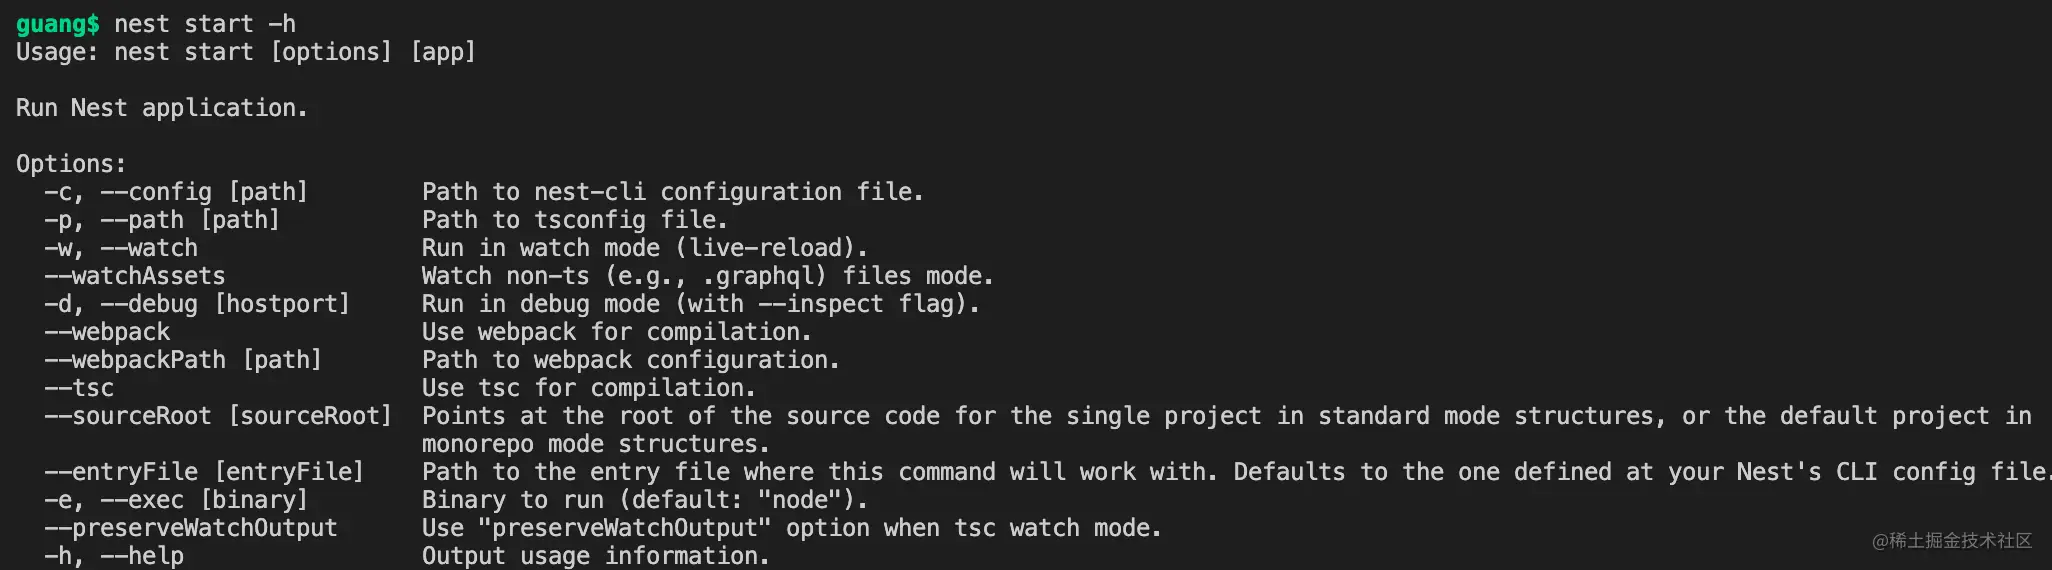 guang$ nest start -h
Usage: nest start [options] [app]
Run Nest application.
Options:
-c, --config [path] Path to nest-cli configuration file.
-p, --path [path] Path to tsconfig file.
-w, --watch Run in watch mode (live-reload).
--watchAssets Watch non-ts (e.g., .graphql) files mode.
-d, --debug [hostport] Run in debug mode (with --inspect flag).
--webpack Use webpack for compilation.
--webpackPath [path] Path to webpack configuration.
--tsc Use tsc for compilation.
--sourceRoot [sourceRoot] Points at the root of the source code for the single project in standard mode structures, or the default project in
monorepo mode structures.
--entryFile [entryFile] Path to the entry file where this command will work with. Defaults to the one defined at your Nest's CLI config file.
-e, --exec [binary] Binary to run (default: "node").
--preserveWatchOutput Use "preserveWatchOutput" option when tsc watch mode.
-h, --help Output usage information.
@稀土掘金技术社区